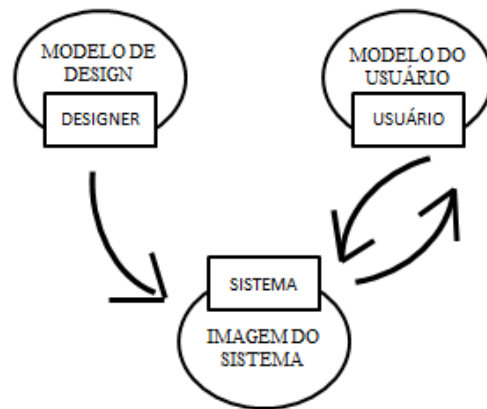 MODELO DE
DESIGN
DESIGNER
MODELO DO
USUÁRIO
USUÁRIO
SISTEMA
IMAGEM DO
SISTEMA